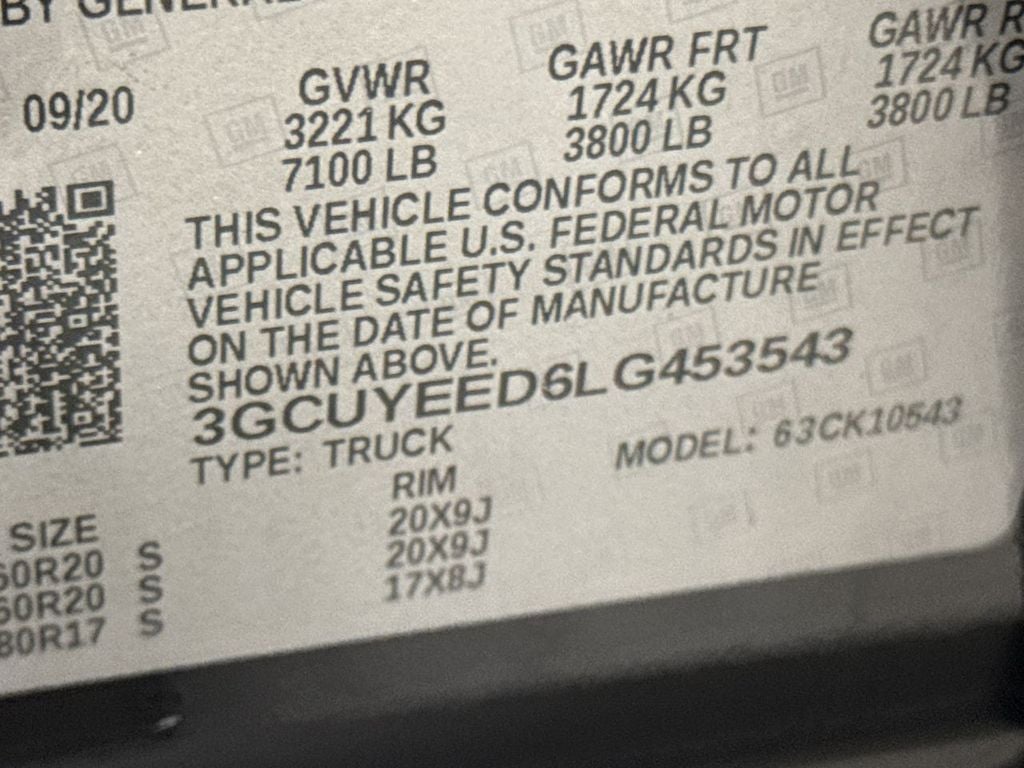 BY GENERAL
09/20
GVWR
3221 KG
7100 LB
GAWR FRT
1724 KG
3800 LB
GAWR R
1724 KG
3800 LB
THIS VEHICLE CONFORMS TO ALL
APPLICABLE U.S. FEDERAL MOTOR
VEHICLE SAFETY STANDARDS IN EFFECT
ON THE DATE OF MANUFACTURE
SHOWN ABOVE.
3GCUYEED6LG453543
TYPE: TRUCK MODEL: 63CK10543
SIZE RIM
60R20 S 20X9J
60R20 S 20X9J
80R17 S 17X8J